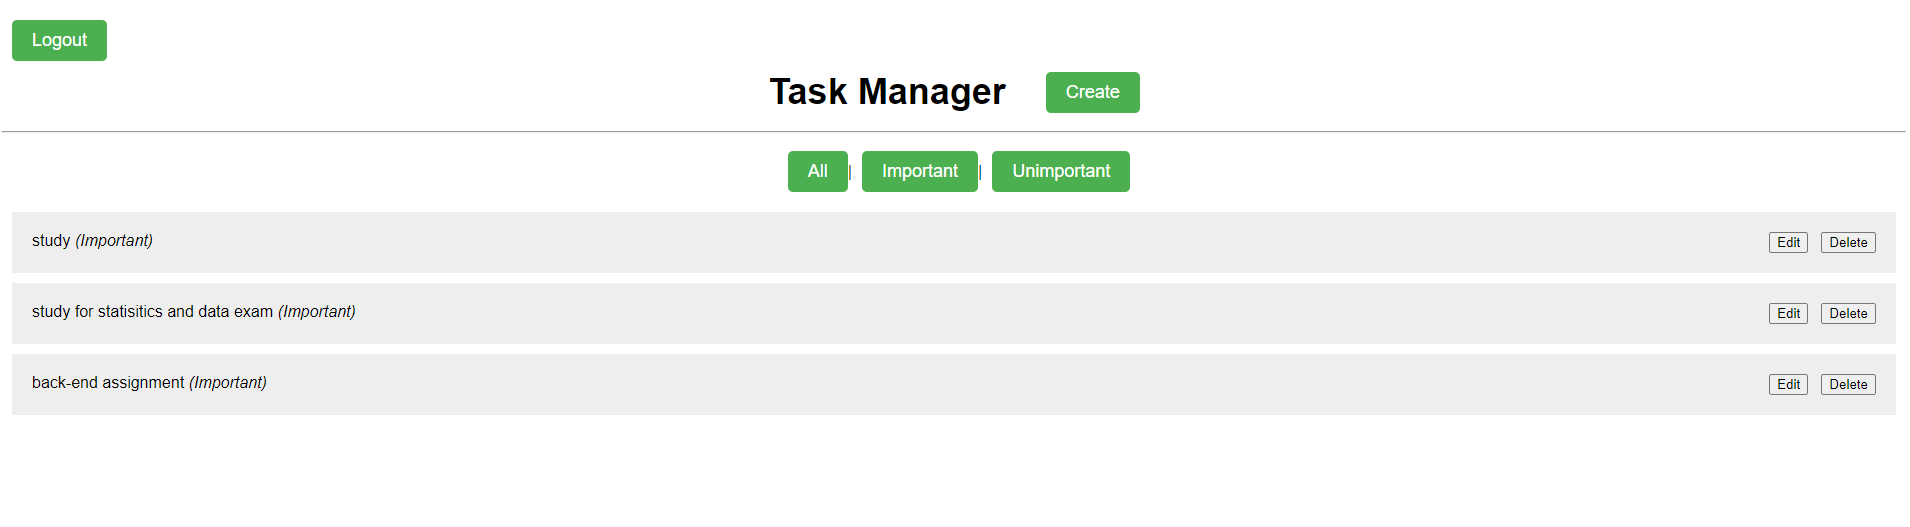 Logout
Task Manager Create
All | Important | Unimportant
study (Important) Edit Delete
study for statisitics and data exam (Important) Edit Delete
back-end assignment (Important) Edit Delete